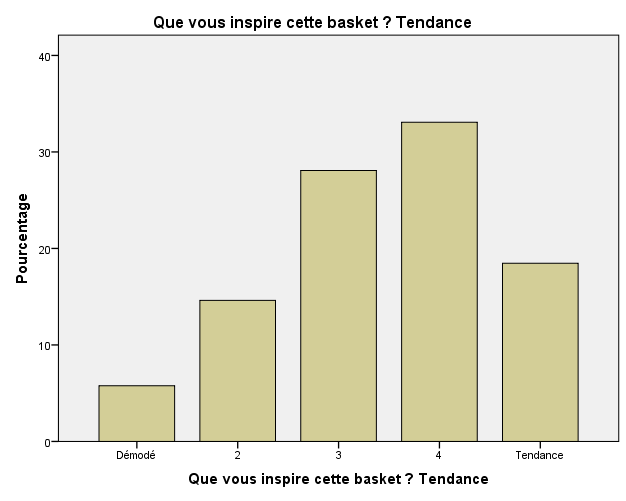 Que vous inspire cette basket ? Tendance
Pourcentage
40
30
20
10
0
Démodé 2 3 4 Tendance
Que vous inspire cette basket ? Tendance